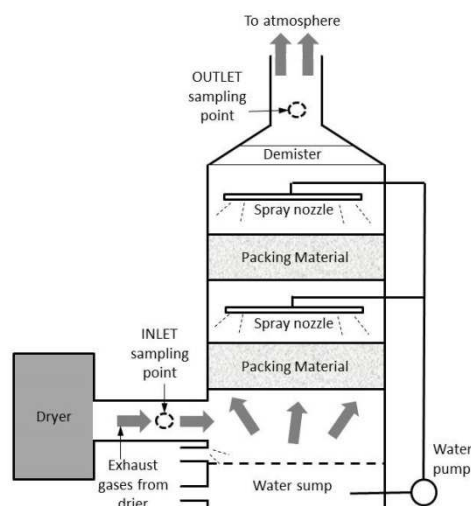 To atmosphere
OUTLET
sampling
point
Demister
Spray nozzle
Packing Material
INLET
sampling
point
Spray nozzle
Packing Material
Dryer
Exhaust
gases from
drier
Water sump
Water
pump